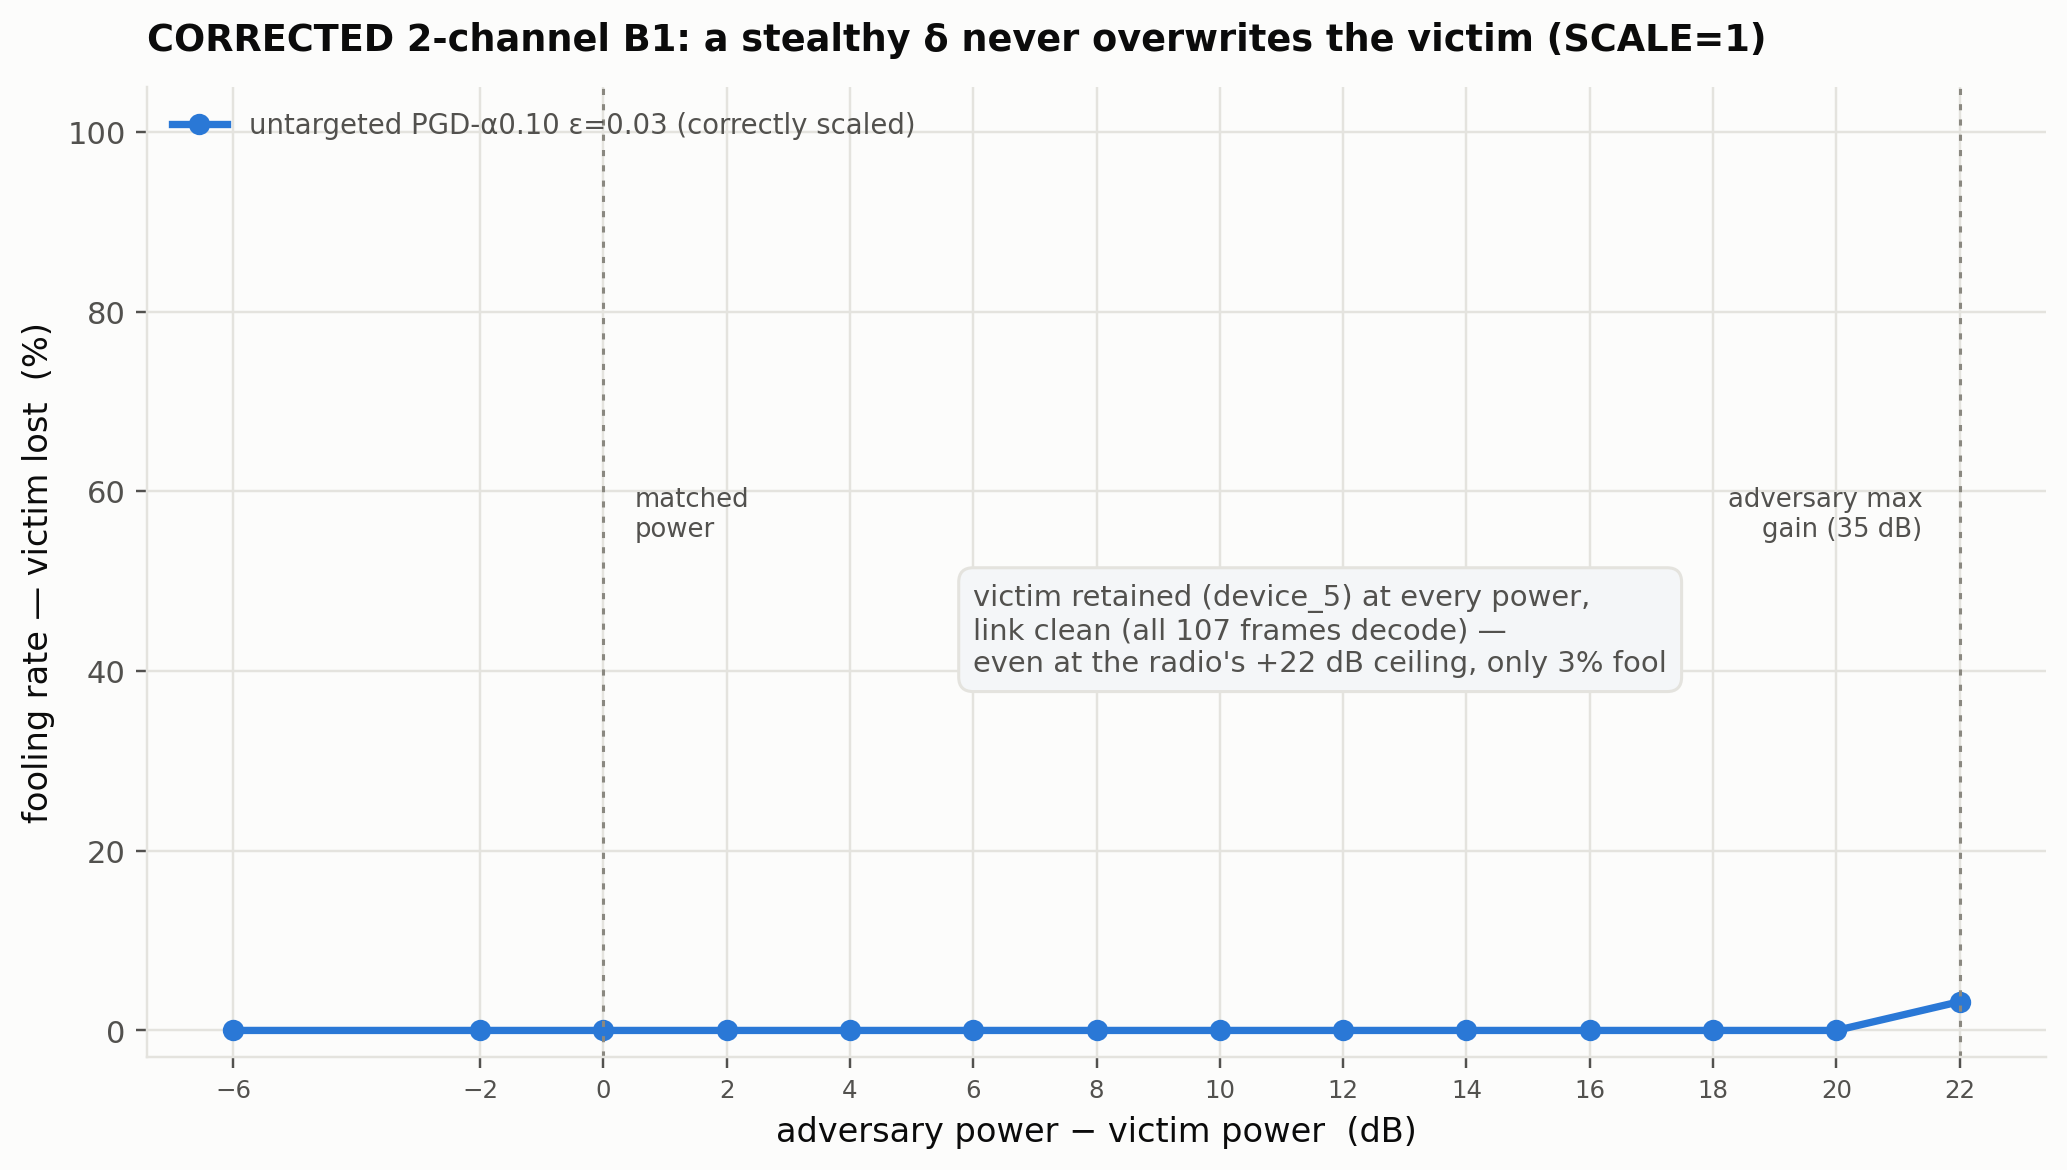 CORRECTED 2-channel B1: a stealthy δ never overwrites the victim (SCALE=1)
untargeted PGD-α0.10 ε=0.03 (correctly scaled)
fooling rate — victim lost (%)
100
80
60
40
20
0
matched
power
adversary max
gain (35 dB)
victim retained (device_5) at every power,
link clean (all 107 frames decode) —
even at the radio's +22 dB ceiling, only 3% fool
−6
−2
0
2
4
6
8
10
12
14
16
18
20
22
adversary power − victim power (dB)